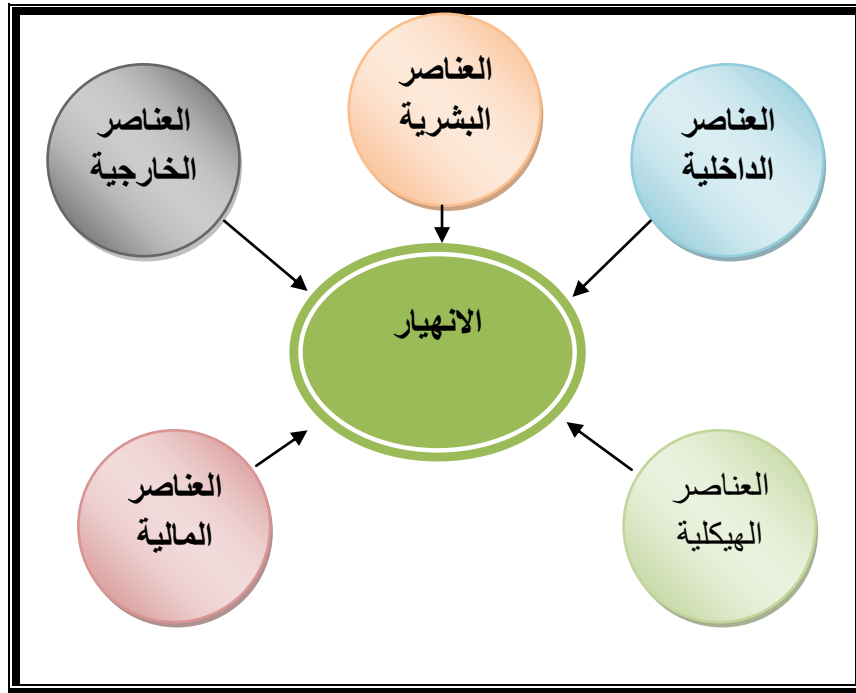 العناصر
البشرية
العناصر
الداخلية
العناصر
الخارجية
الانهيار
العناصر
الهيكلية
العناصر
المالية